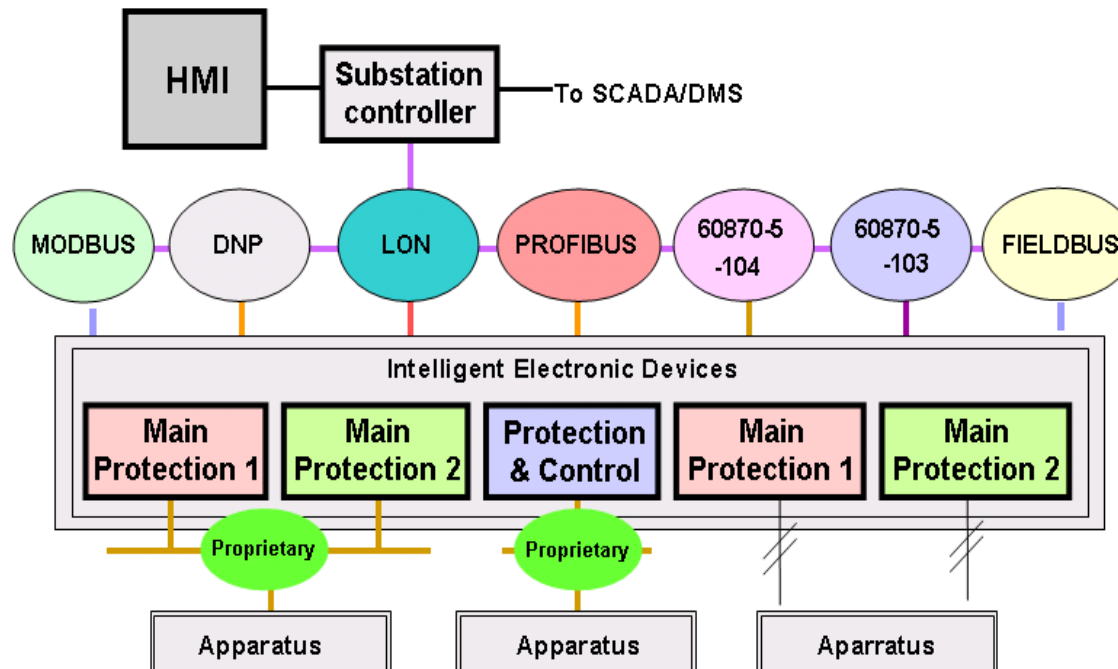 HMI
Substation
controller
To SCADA/DMS
MODBUS
DNP
LON
PROFIBUS
60870-5
-104
60870-5
-103
FIELDBUS
Intelligent Electronic Devices
Main
Protection 1
Main
Protection 2
Protection
& Control
Main
Protection 1
Main
Protection 2
Proprietary
Proprietary
Apparatus
Apparatus
Aparratus